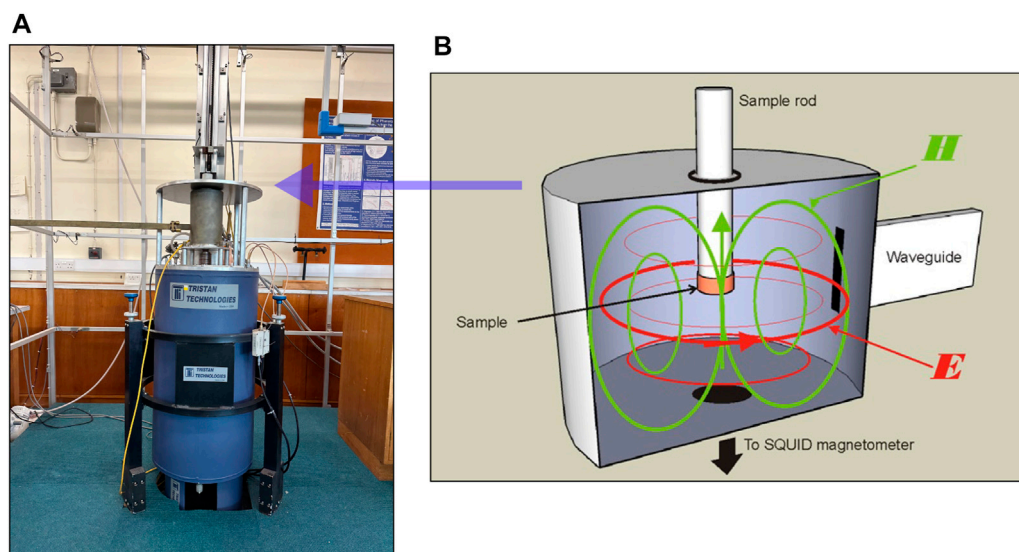 A
B
TRISTAN
TECHNOLOGIES
TRISTAN
TECHNOLOGIES
Sample rod
H
Waveguide
Sample
E
To SQUID magnetometer